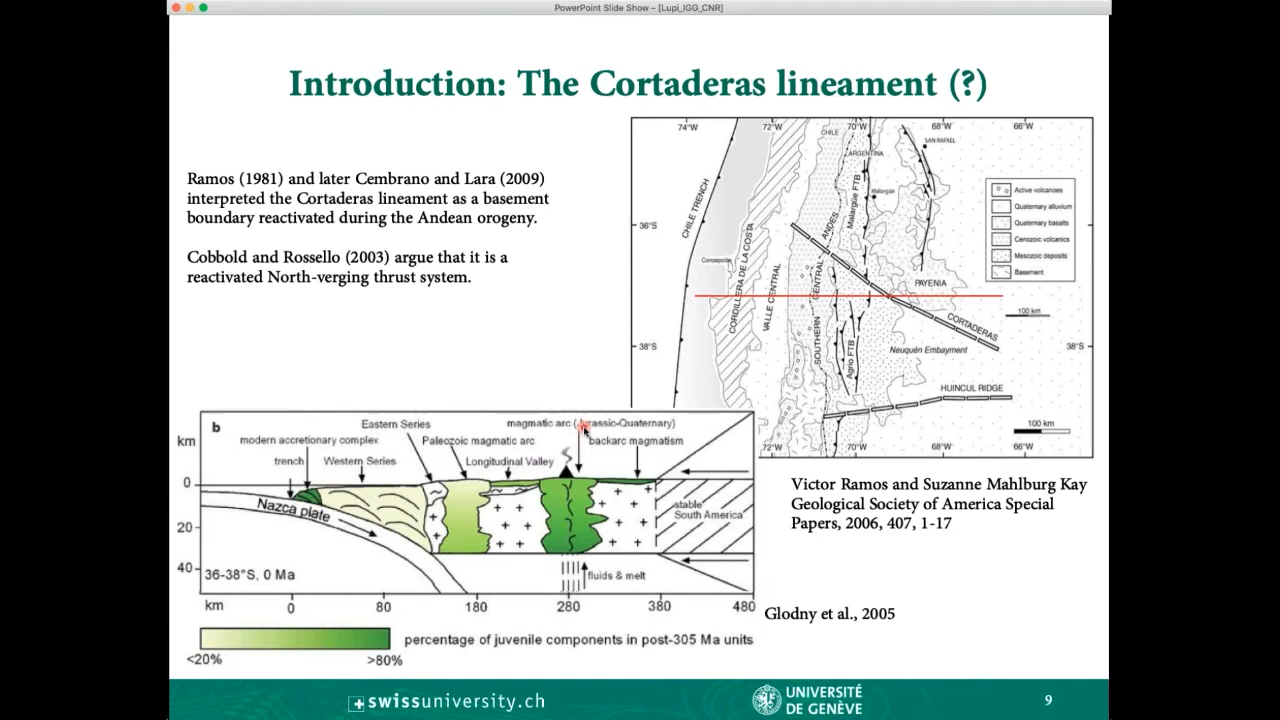 PowerPoint Slide Show – [Lupi_IGG_CNR]
Introduction: The Cortaderas lineament (?)
Ramos (1981) and later Cembrano and Lara (2009)
interpreted the Cortaderas lineament as a basement
boundary reactivated during the Andean orogeny.
Cobbold and Rossello (2003) argue that it is a
reactivated North-verging thrust system.
74°W
72°W
70°W
68°W
66°W
CHILE
ARGENTINA
SAN RAFAEL
Malargüe
CHILE TRENCH
ANDES
Malargüe FTB
36°S
Concepción
CORDILLERA DE LA COSTA
VALLE CENTRAL
SOUTHERN CENTRAL
PAYENIA
Active volcanoes
Quaternary alluvium
Quaternary basalts
Cenozoic volcanics
Mesozoic deposits
Basement
100 km
CORTADERAS
38°S
38°S
Agrio FTB
Neuquén Embayment
HUINCUL RIDGE
100 km
72°W
70°W
68°W
66°W
b
km
Eastern Series
magmatic arc (Jurassic-Quaternary)
modern accretionary complex
Paleozoic magmatic arc
backarc magmatism
trench
Western Series
Longitudinal Valley
0
Nazca plate
stable
South America
20
40
36-38°S, 0 Ma
fluids & melt
km
0
80
180
280
380
480
percentage of juvenile components in post-305 Ma units
<20%
>80%
Victor Ramos and Suzanne Mahlburg Kay
Geological Society of America Special
Papers, 2006, 407, 1-17
Glodny et al., 2005
swissuniversity.ch
UNIVERSITÉ
DE GENÈVE
9